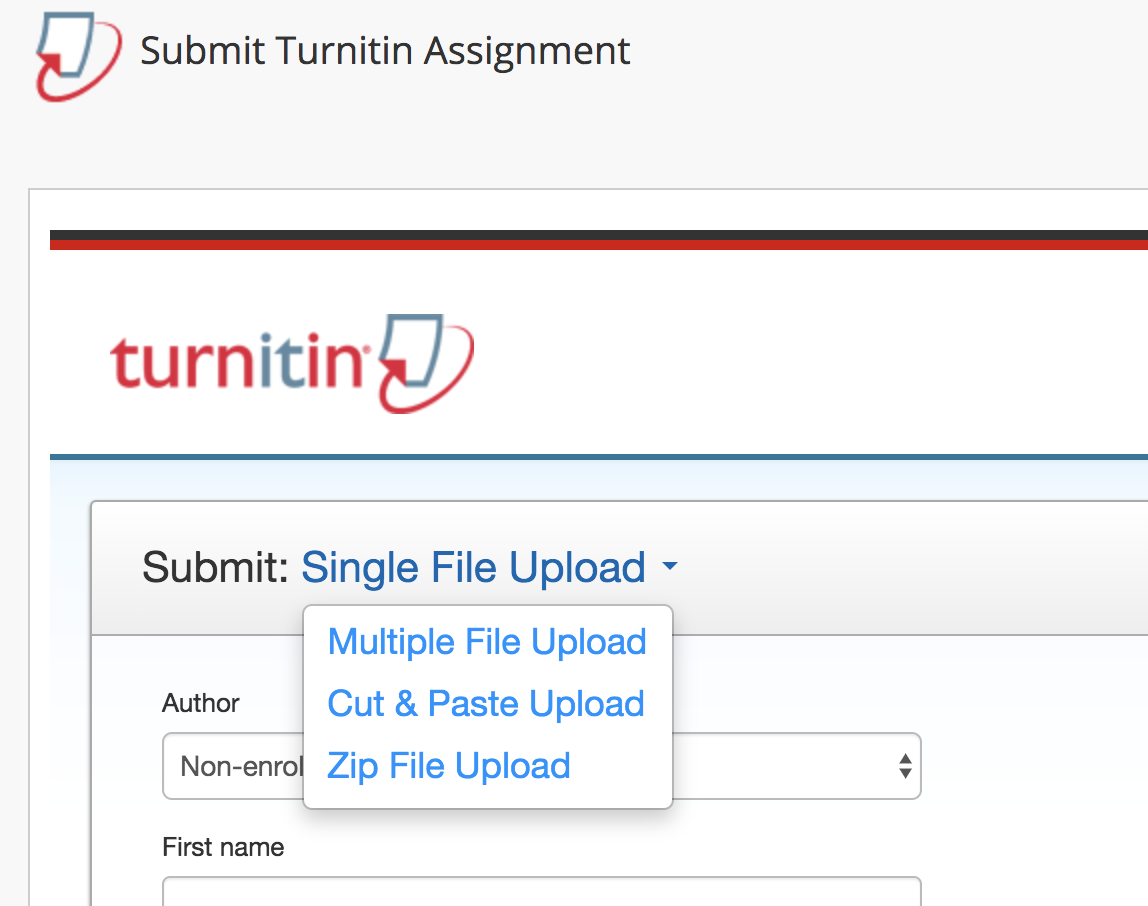 Submit Turnitin Assignment
turnitin®
Submit: Single File Upload
Multiple File Upload
Cut & Paste Upload
Zip File Upload
Author
Non-enrol
First name